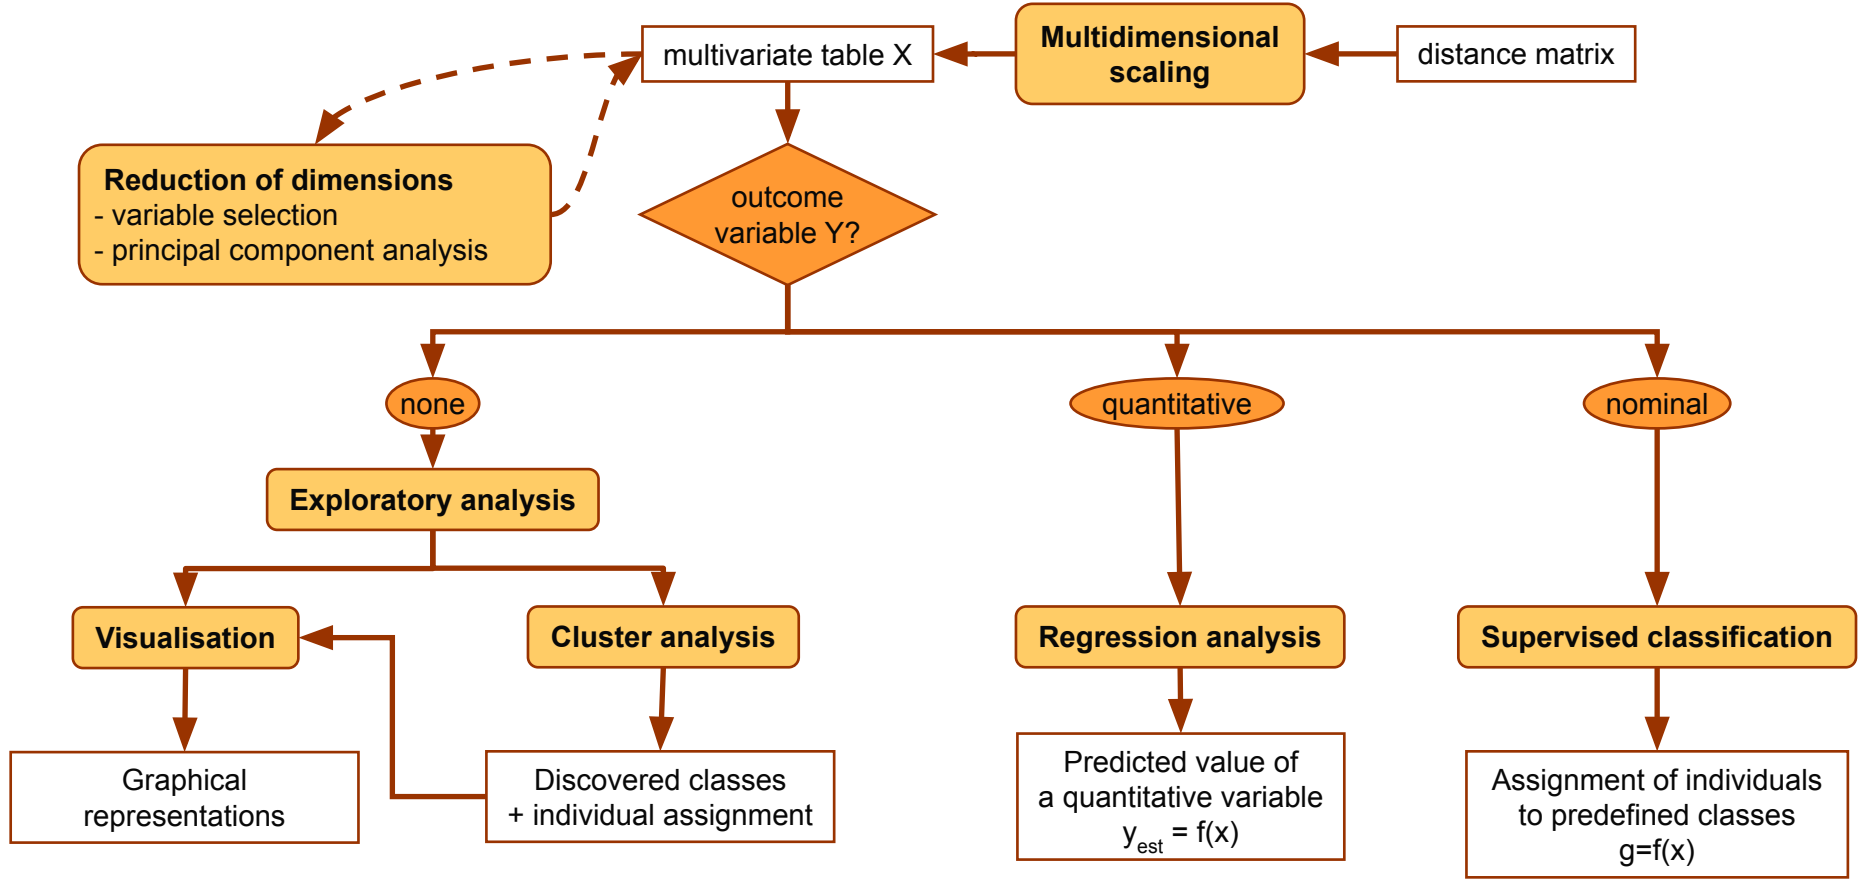 multivariate table X
Multidimensional
scaling
distance matrix
Reduction of dimensions
- variable selection
- principal component analysis
outcome
variable Y?
none
quantitative
nominal
Exploratory analysis
Visualisation
Cluster analysis
Regression analysis
Supervised classification
Graphical
representations
Discovered classes
+ individual assignment
Predicted value of
a quantitative variable
yest = f(x)
Assignment of individuals
to predefined classes
g=f(x)